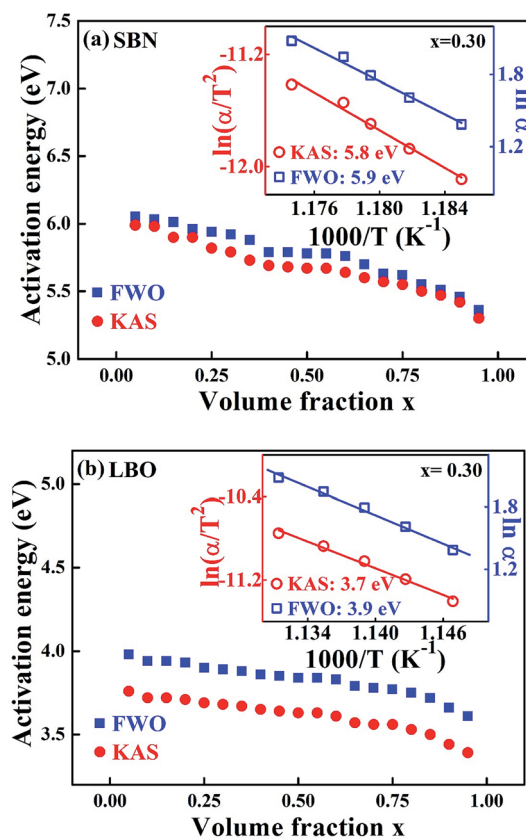 (a) SBN
x=0.30
7.5
7.0
6.5
6.0
5.5
5.0
Activation energy (eV)
-11.2
-12.0
ln(α/T²)
1.8
1.2
ln α
KAS: 5.8 eV
FWO: 5.9 eV
1.176 1.180 1.184
1000/T (K⁻¹)
FWO
KAS
0.00 0.25 0.50 0.75 1.00
Volume fraction x
(b) LBO
x= 0.30
5.0
4.5
4.0
3.5
Activation energy (eV)
-10.4
-11.2
ln(α/T²)
1.8
1.2
ln α
KAS: 3.7 eV
FWO: 3.9 eV
1.134 1.140 1.146
1000/T (K⁻¹)
FWO
KAS
0.00 0.25 0.50 0.75 1.00
Volume fraction x